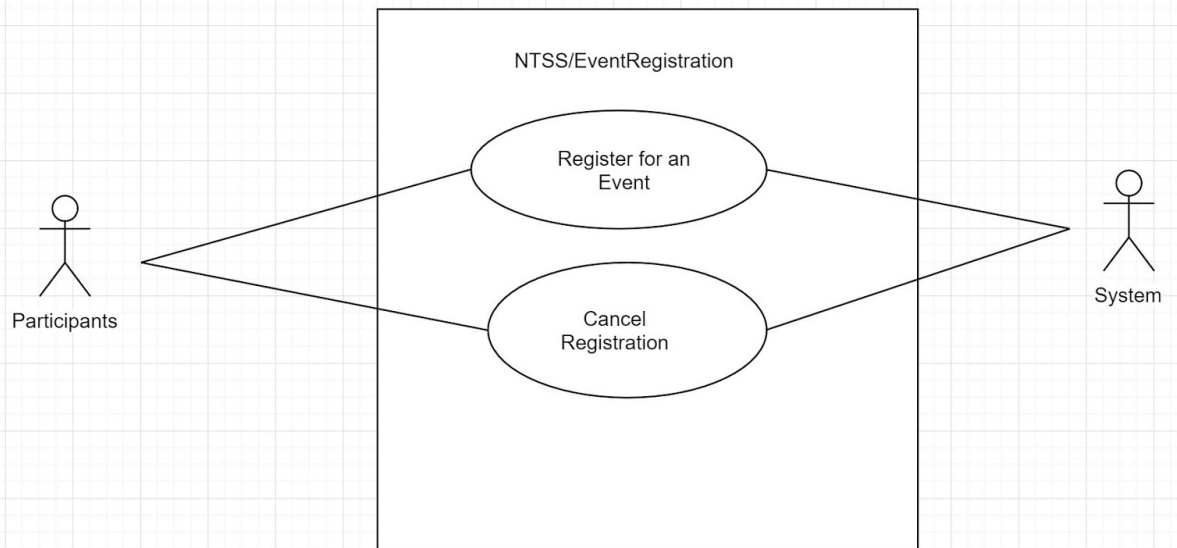 NTSS/EventRegistration
Register for an
Event
Cancel
Registration
Participants
System